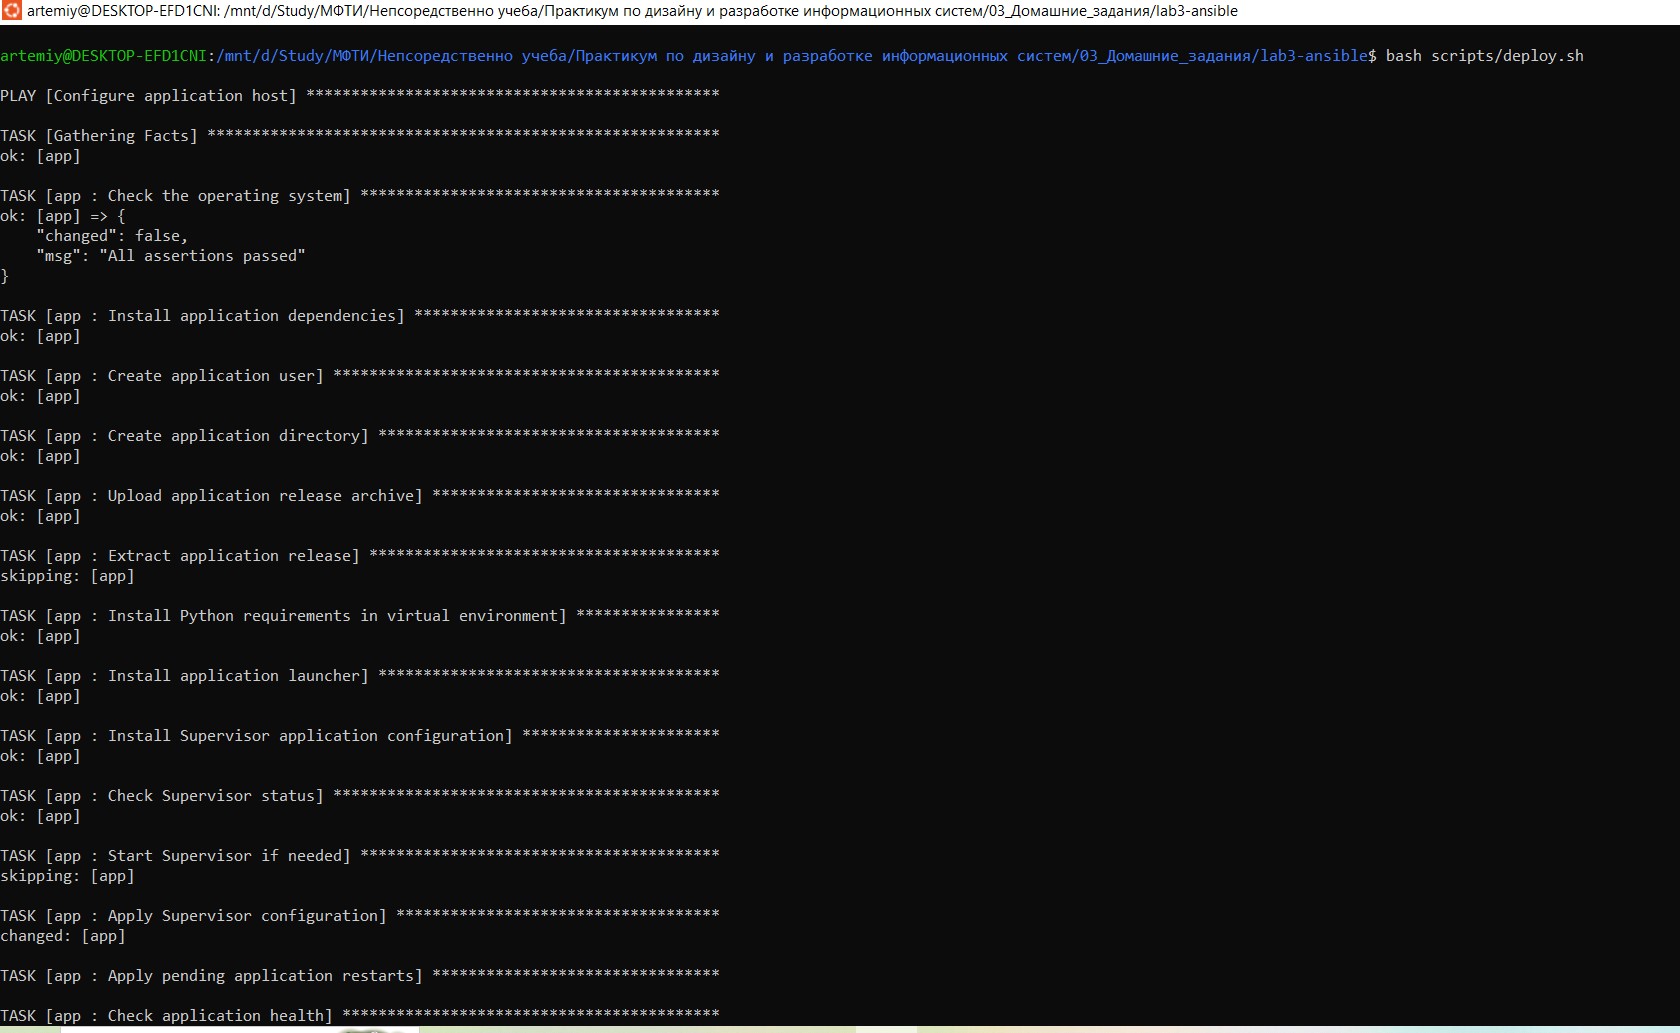 artemiy@DESKTOP-EFD1CNI: /mnt/d/Study/МФТИ/Непсоредственно учеба/Практикум по дизайну и разработке информационных систем/03_Домашние_задания/lab3-ansible
artemiy@DESKTOP-EFD1CNI:/mnt/d/Study/МФТИ/Непсоредственно учеба/Практикум по дизайну и разработке информационных систем/03_Домашние_задания/lab3-ansible$ bash scripts/deploy.sh
PLAY [Configure application host] **********************************************
TASK [Gathering Facts] *********************************************************
ok: [app]
TASK [app : Check the operating system] ****************************************
ok: [app] => {
    "changed": false,
    "msg": "All assertions passed"
}
TASK [app : Install application dependencies] **********************************
ok: [app]
TASK [app : Create application user] *******************************************
ok: [app]
TASK [app : Create application directory] **************************************
ok: [app]
TASK [app : Upload application release archive] ********************************
ok: [app]
TASK [app : Extract application release] ***************************************
skipping: [app]
TASK [app : Install Python requirements in virtual environment] ****************
ok: [app]
TASK [app : Install application launcher] **************************************
ok: [app]
TASK [app : Install Supervisor application configuration] **********************
ok: [app]
TASK [app : Check Supervisor status] *******************************************
ok: [app]
TASK [app : Start Supervisor if needed] ****************************************
skipping: [app]
TASK [app : Apply Supervisor configuration] ************************************
changed: [app]
TASK [app : Apply pending application restarts] ********************************
TASK [app : Check application health] ******************************************